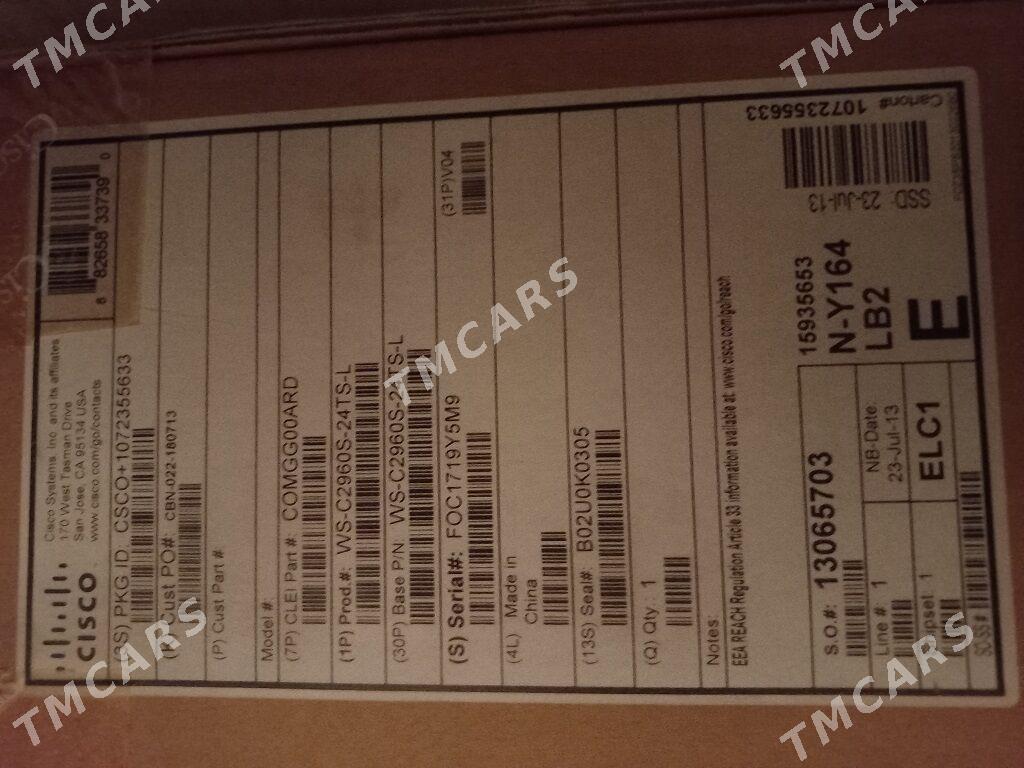 CISCO
Cisco Systems, Inc and its affiliates
170 West Tasman Drive
San Jose, CA 95134 USA
www.cisco.com/go/contacts
8 82658 33739 0
(3S) PKG ID: CSCO+1072355633
(K) Cust PO# CBN-022-180713
(P) Cust Part #:
Model #:
(7P) CLEI Part #: COMGG00ARD
(1P) Prod.#: WS-C2960S-24TS-L
(30P) Base P/N: WS-C2960S-24TS-L
(S) Serial#: FOC1719Y5M9
(31P)V04
(4L) Made in
China
(13S) Seal#: B02U0K0305
(Q) Qty : 1
Notes:
EEA REACH Regulation Article 33 information available at: www.cisco.com/go/reach
S.O.#: 13065703
Line #: 1
NB-Date:
23-Jul-13
ELC1
SO-SS#
15935653
N-Y164
LB2
E
SSD:
23-Jul-13
Carton#
1072355633
TMCARS
TMCARS
TMCARS
TMCARS
TMCARS